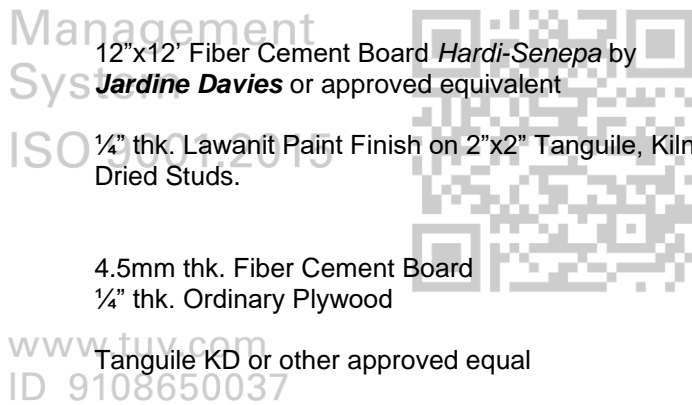 Management
12”x12’ Fiber Cement Board Hardi-Senepa by
System
Jardine Davies or approved equivalent
ISO 9001:2015
¼” thk. Lawanit Paint Finish on 2”x2” Tanguile, Kiln
Dried Studs.
4.5mm thk. Fiber Cement Board
¼” thk. Ordinary Plywood
www.tuv.com
Tanguile KD or other approved equal
ID 9108650037